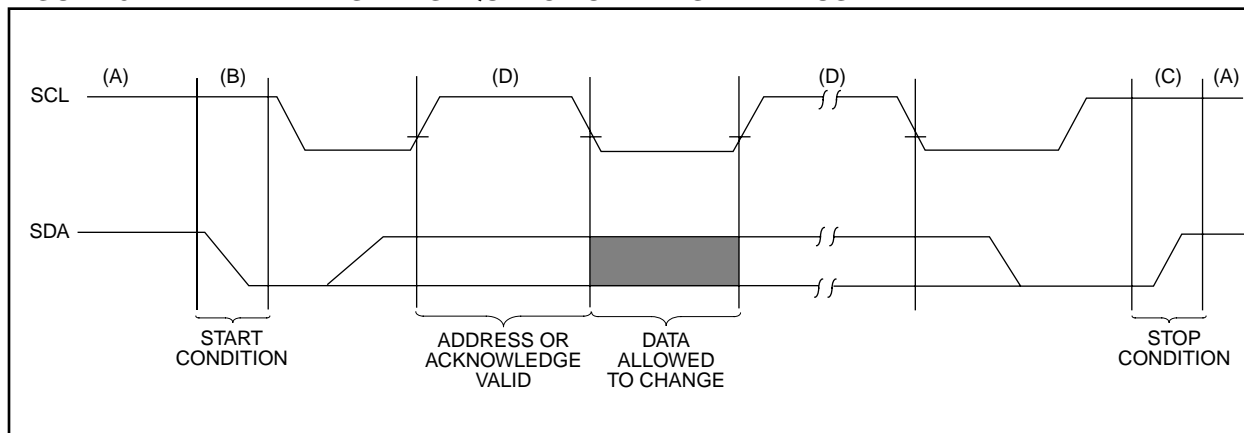 (A) (B) (D) (D) (C) (A)
SCL
SDA
START
CONDITION
ADDRESS OR
ACKNOWLEDGE
VALID
DATA
ALLOWED
TO CHANGE
STOP
CONDITION